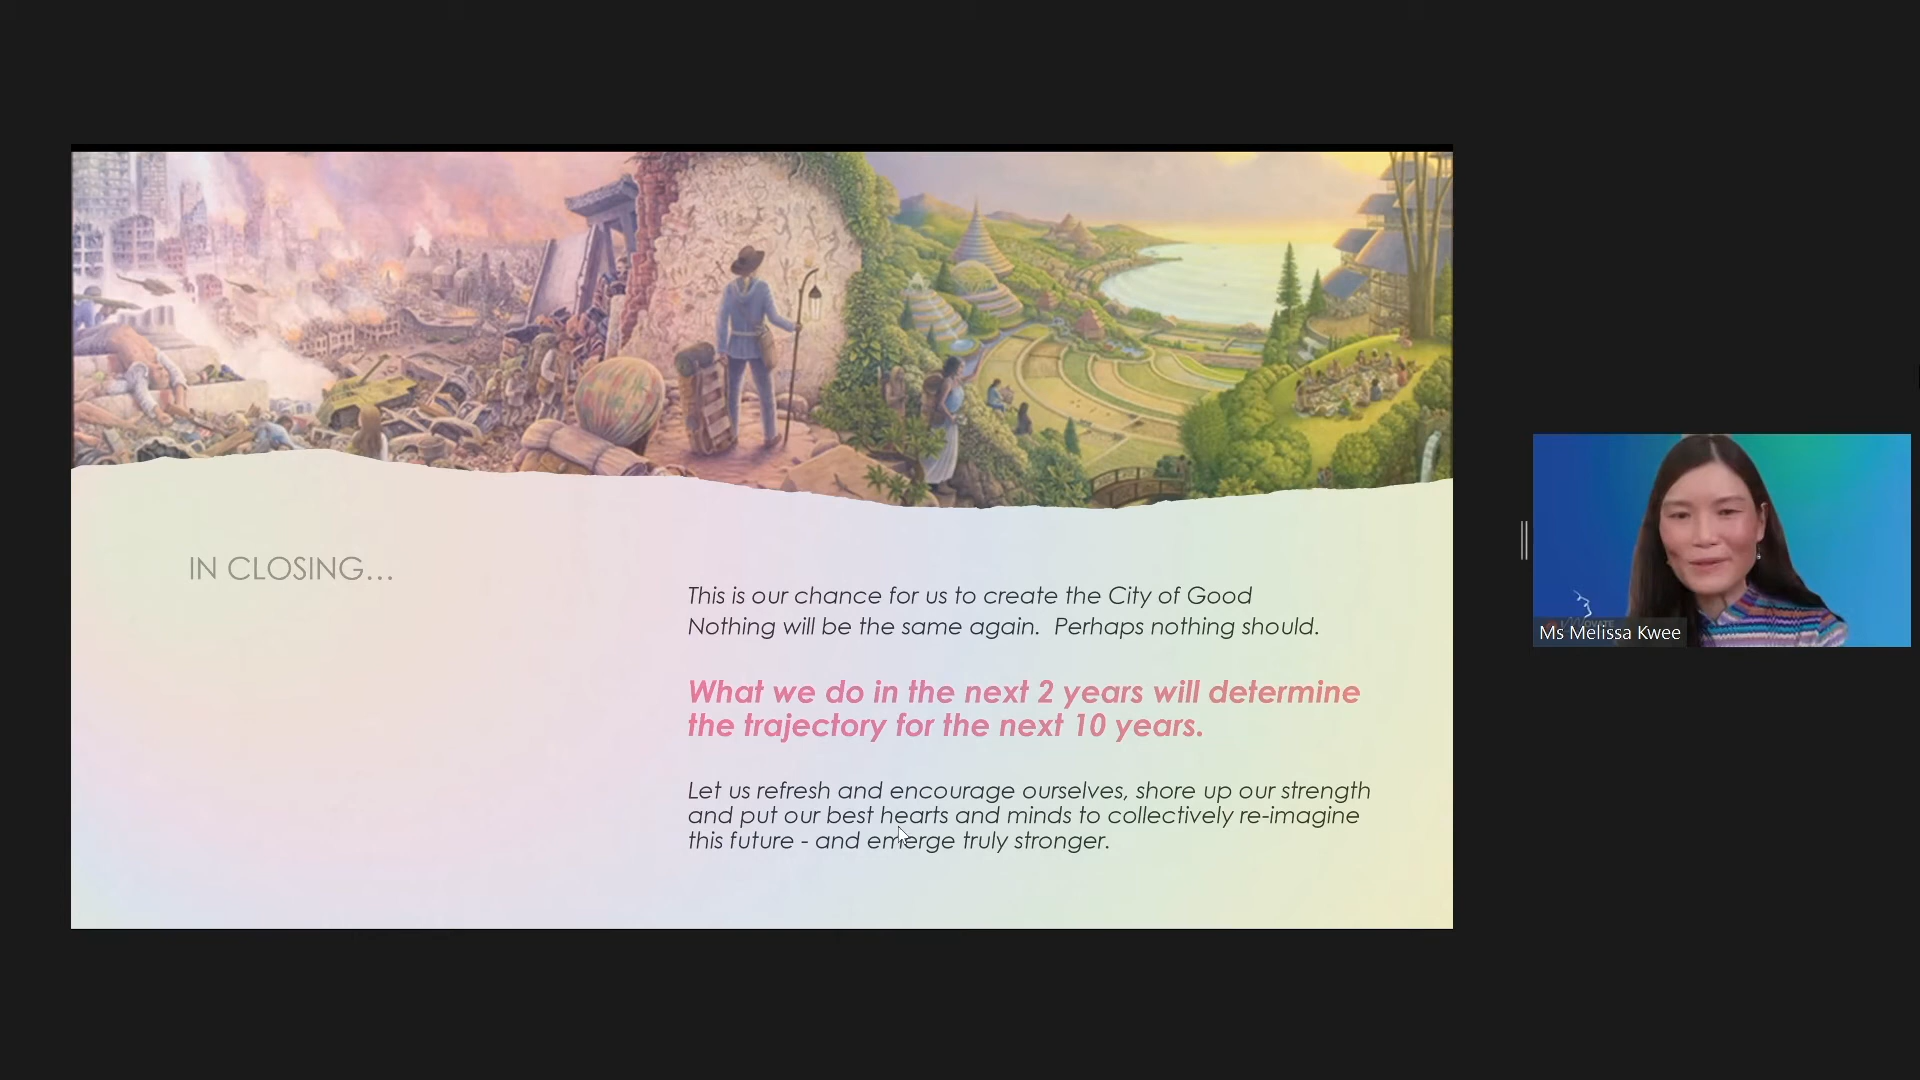 IN CLOSING...
This is our chance for us to create the City of Good
Nothing will be the same again.  Perhaps nothing should.
What we do in the next 2 years will determine
the trajectory for the next 10 years.
Let us refresh and encourage ourselves, shore up our strength
and put our best hearts and minds to collectively re-imagine
this future - and emerge truly stronger.
Ms Melissa Kwee